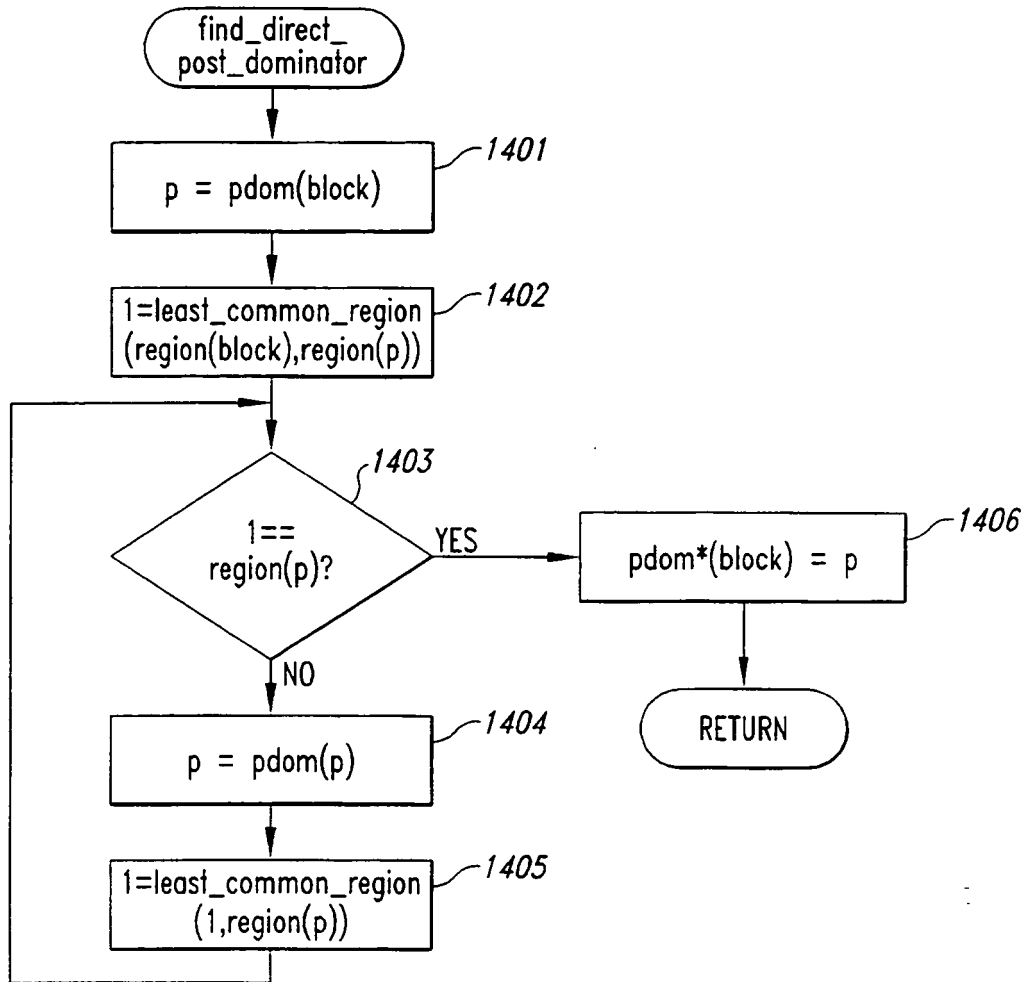 find_direct_
post_dominator
1401
p = pdom(block)
1402
1=least_common_region
(region(block),region(p))
1403
1==
region(p)?
YES
1406
pdom*(block) = p
NO
RETURN
1404
p = pdom(p)
1405
1=least_common_region
(1,region(p))